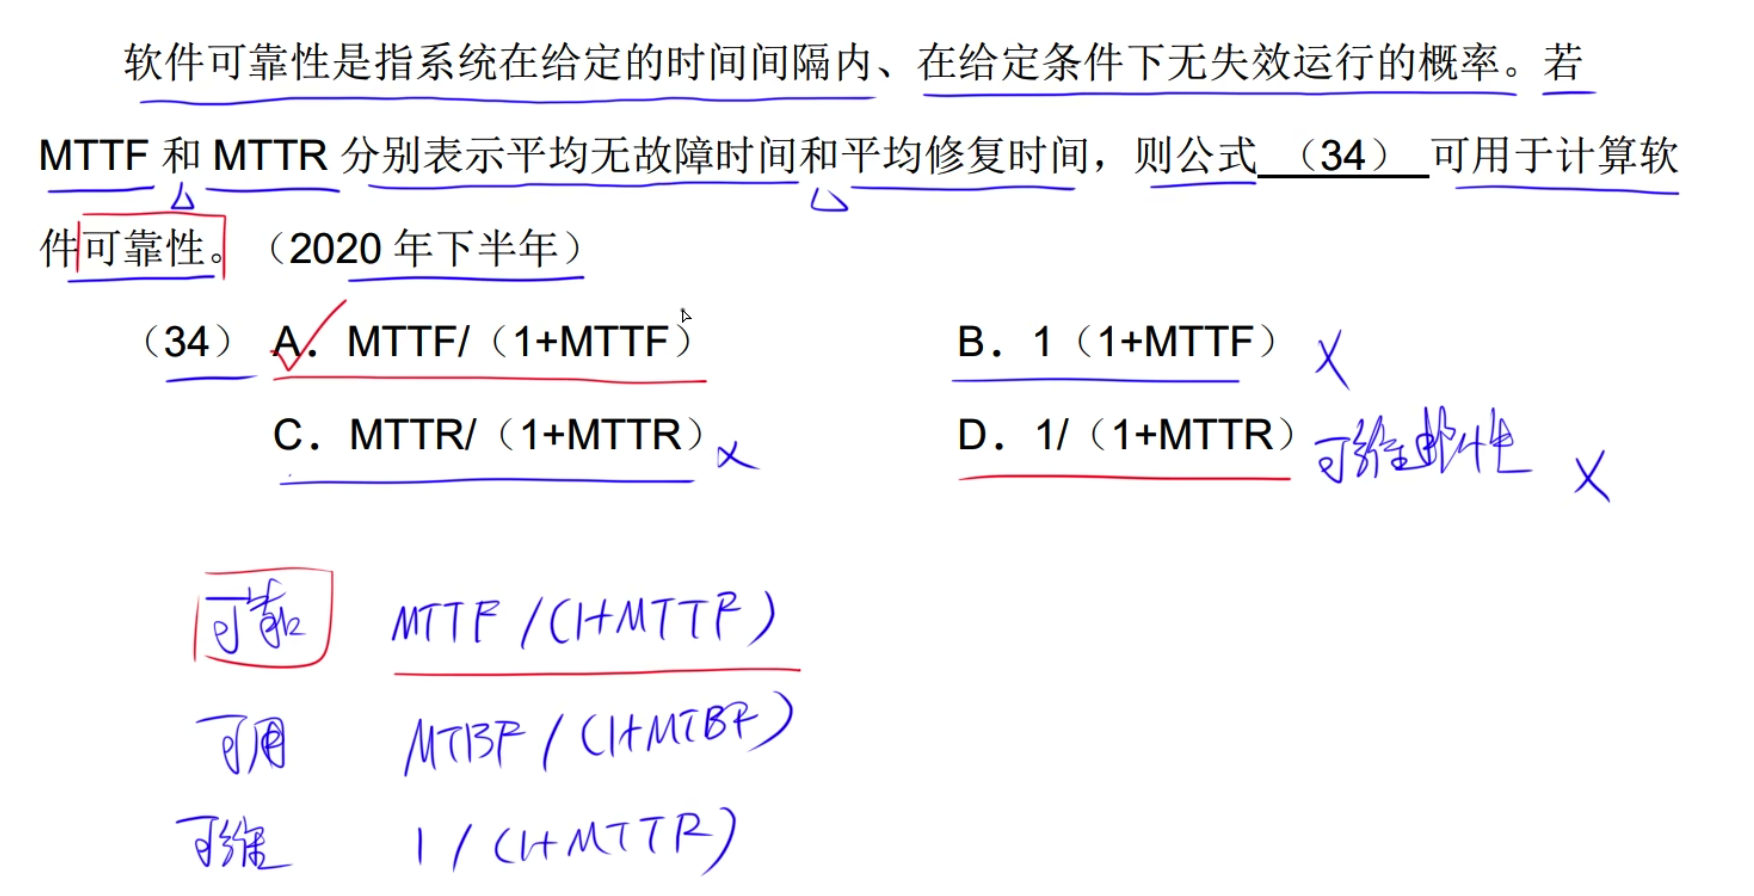 软件可靠性是指系统在给定的时间间隔内、在给定条件下无失效运行的概率。若
MTTF 和 MTTR 分别表示平均无故障时间和平均修复时间，则公式 （34） 可用于计算软
件可靠性。（2020 年下半年）
（34） A. MTTF/（1+MTTF） B. 1（1+MTTF） X
C. MTTR/（1+MTTR） X D. 1/（1+MTTR） 可维 性 X
可靠 MTTF/(1+MTTF)
可用 MTBF/(1+MTBF)
可维 1/(1+MTTR)